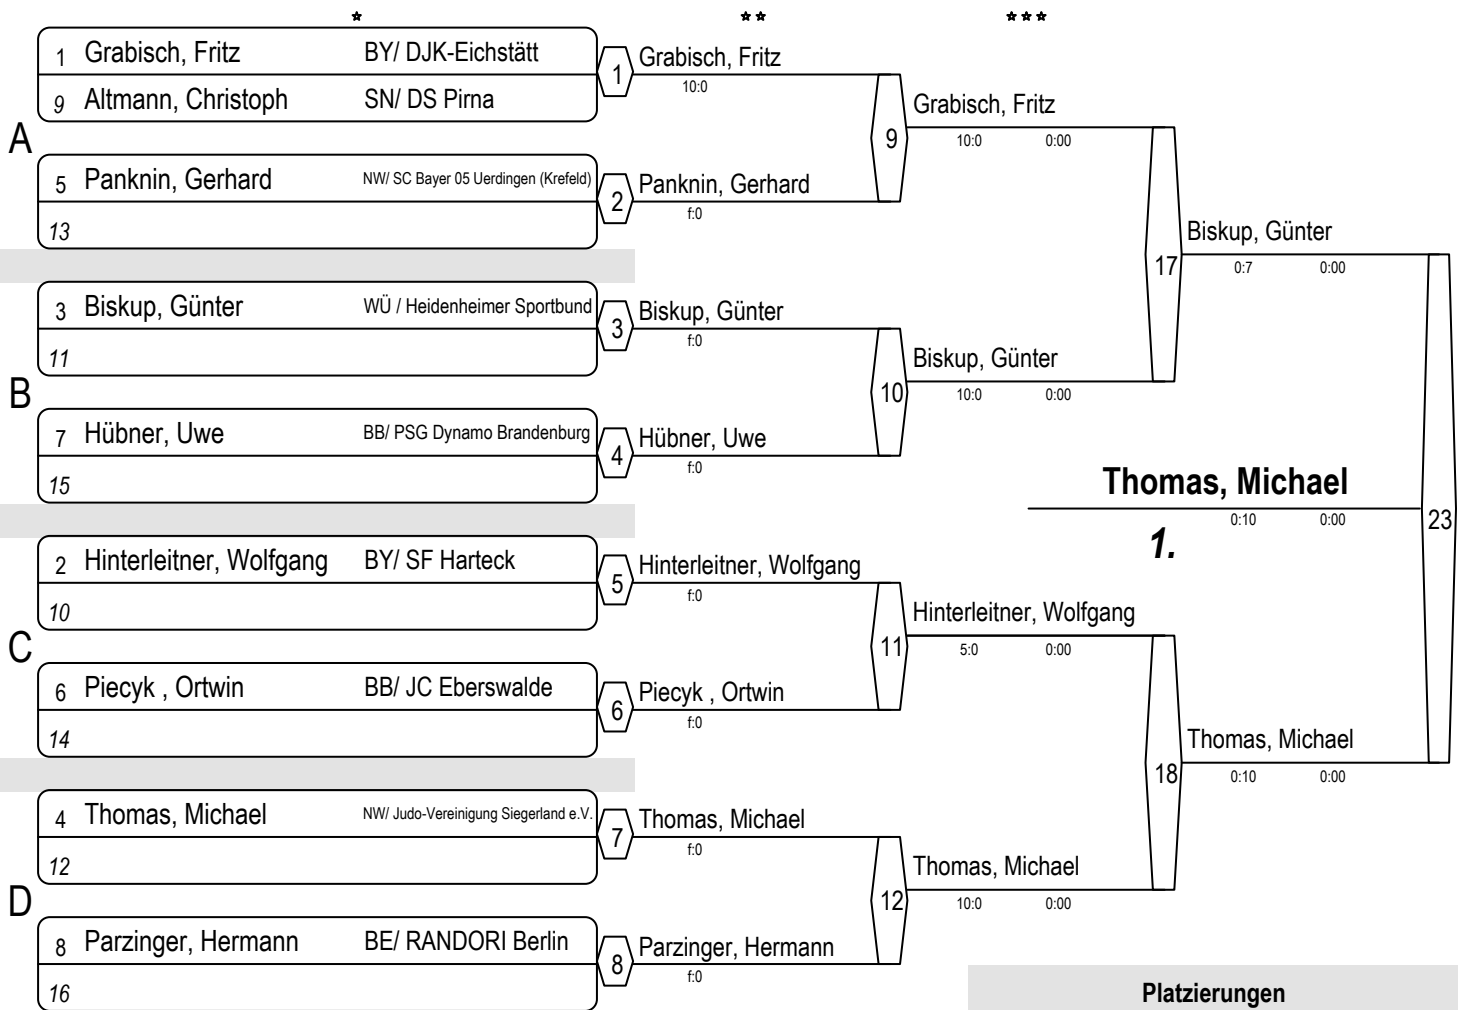 * ** ***
1 Grabisch, Fritz BY/ DJK-Eichstätt
9 Altmann, Christoph SN/ DS Pirna
1 Grabisch, Fritz
10:0
A
5 Panknin, Gerhard NW/ SC Bayer 05 Uerdingen (Krefeld)
13
2 Panknin, Gerhard
f:0
9 Grabisch, Fritz
10:0 0:00
3 Biskup, Günter WÜ / Heidenheimer Sportbund
11
3 Biskup, Günter
f:0
B
7 Hübner, Uwe BB/ PSG Dynamo Brandenburg
15
4 Hübner, Uwe
f:0
10 Biskup, Günter
10:0 0:00
17 Biskup, Günter
0:7 0:00
2 Hinterleitner, Wolfgang BY/ SF Harteck
10
5 Hinterleitner, Wolfgang
f:0
C
6 Piecyk , Ortwin BB/ JC Eberswalde
14
6 Piecyk , Ortwin
f:0
11 Hinterleitner, Wolfgang
5:0 0:00
4 Thomas, Michael NW/ Judo-Vereinigung Siegerland e.V.
12
7 Thomas, Michael
f:0
D
8 Parzinger, Hermann BE/ RANDORI Berlin
16
8 Parzinger, Hermann
f:0
12 Thomas, Michael
10:0 0:00
18 Thomas, Michael
0:10 0:00
Thomas, Michael
0:10 0:00
23
1.
Platzierungen